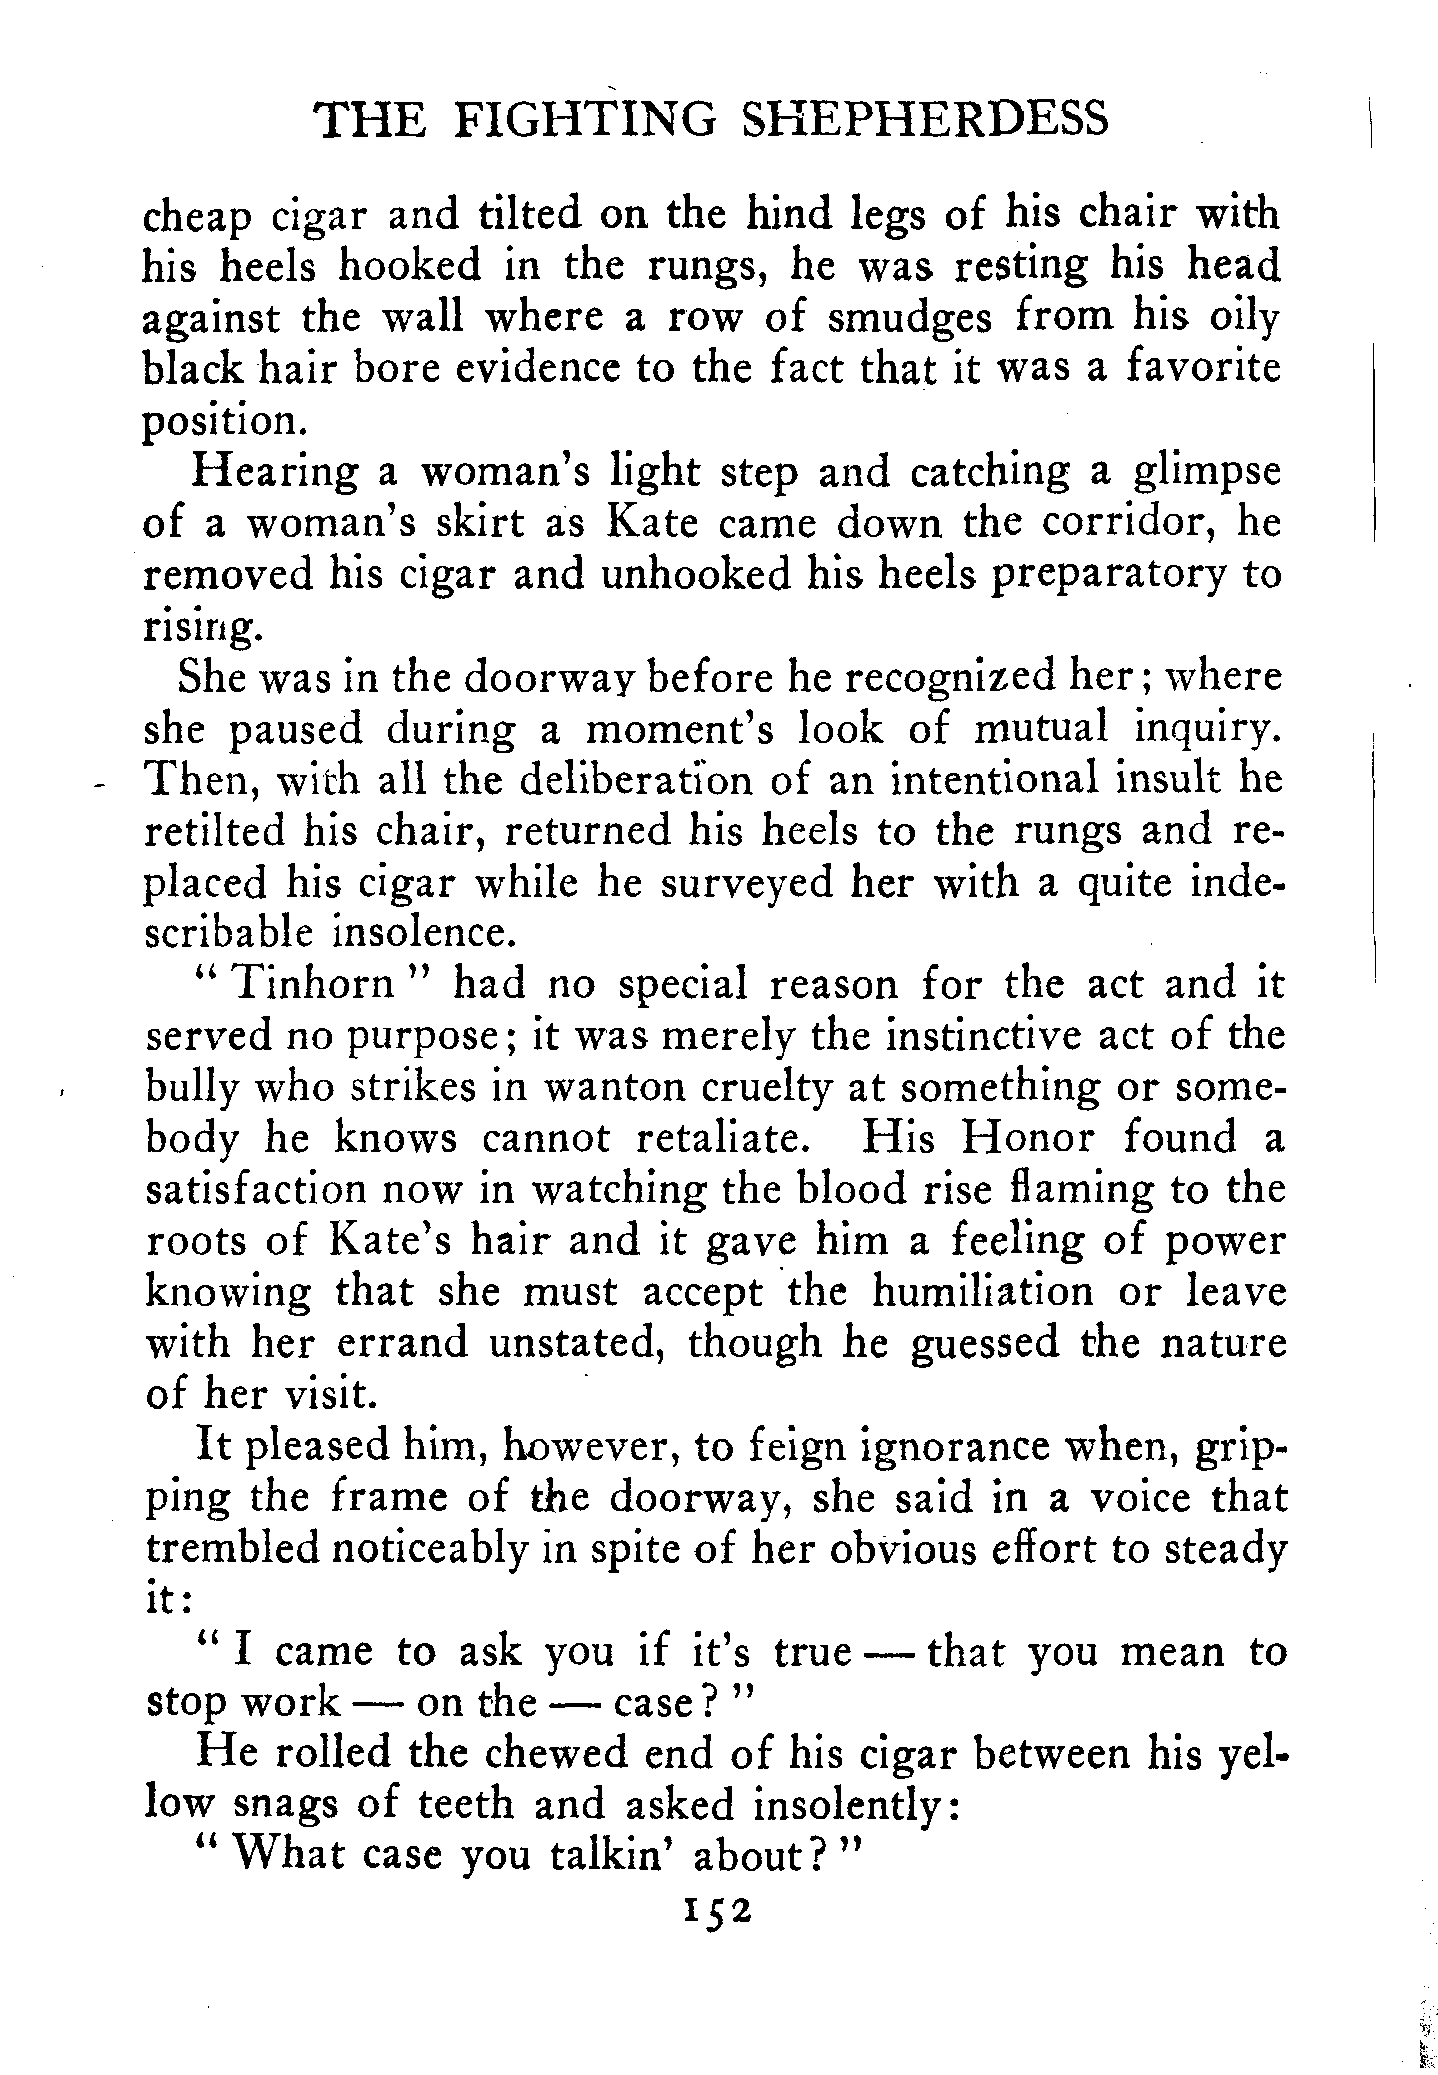 THE FIGHTING SHEPHERDESS
cheap cigar and tilted on the hind legs of his chair with
his heels hooked in the rungs, he was resting his head
against the wall where a row of smudges from his oily
black hair bore evidence to the fact that it was a favorite
position.
Hearing a woman's light step and catching a glimpse
of a woman's skirt as Kate came down the corridor, he
removed his cigar and unhooked his heels preparatory to
rising.
She was in the doorway before he recognized her; where
she paused during a moment's look of mutual inquiry.
Then, with all the deliberation of an intentional insult he
retilted his chair, returned his heels to the rungs and re-
placed his cigar while he surveyed her with a quite inde-
scribable insolence.
" Tinhorn " had no special reason for the act and it
served no purpose; it was merely the instinctive act of the
bully who strikes in wanton cruelty at something or some-
body he knows cannot retaliate. His Honor found a
satisfaction now in watching the blood rise flaming to the
roots of Kate's hair and it gave him a feeling of power
knowing that she must accept the humiliation or leave
with her errand unstated, though he guessed the nature
of her visit.
It pleased him, however, to feign ignorance when, grip-
ping the frame of the doorway, she said in a voice that
trembled noticeably in spite of her obvious effort to steady
it:
" I came to ask you if it's true — that you mean to
stop work — on the — case? "
He rolled the chewed end of his cigar between his yel-
low snags of teeth and asked insolently:
" What case you talkin' about? "
152